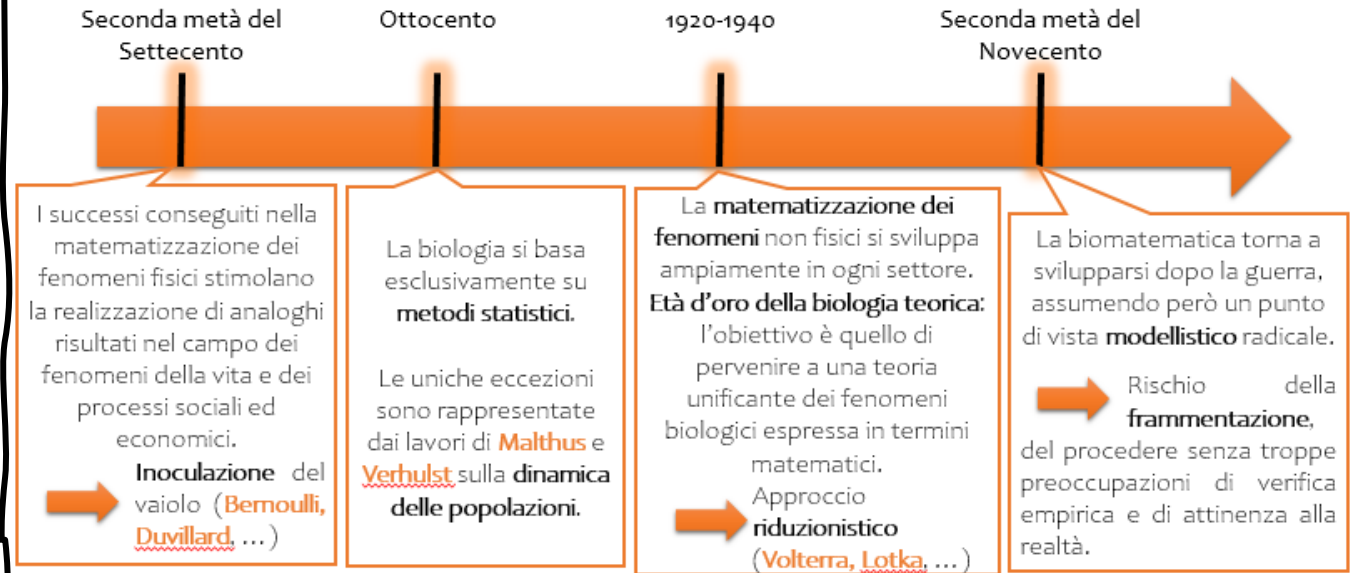 Seconda metà del
Settecento
Ottocento
1920-1940
Seconda metà del
Novecento
I successi conseguiti nella
matematizzazione dei
fenomeni fisici stimolano
la realizzazione di analoghi
risultati nel campo dei
fenomeni della vita e dei
processi sociali ed
economici.
Inoculazione del
vaiolo (Bernoulli,
Duvillard, ...)
La biologia si basa
esclusivamente su
metodi statistici.
Le uniche eccezioni
sono rappresentate
dai lavori di Malthus e
Verhulst sulla dinamica
delle popolazioni.
La matematizzazione dei
fenomeni non fisici si sviluppa
ampiamente in ogni settore.
Età d'oro della biologia teorica:
l'obiettivo è quello di
pervenire a una teoria
unificante dei fenomeni
biologici espressa in termini
matematici.
Approccio
riduzionistico
(Volterra, Lotka, ...)
La biomatematica torna a
svilupparsi dopo la guerra,
assumendo però un punto
di vista modellistico radicale.
Rischio della
frammentazione,
del procedere senza troppe
preoccupazioni di verifica
empirica e di attinenza alla
realtà.